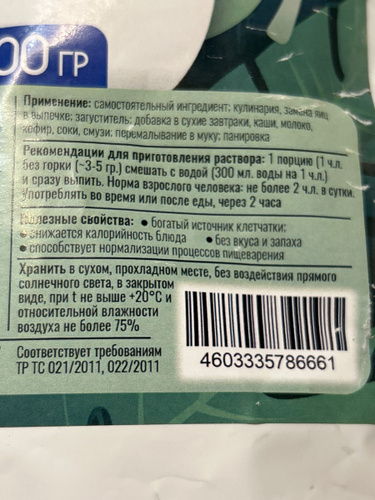 00 ГР
Применение: самостоятельный ингредиент: кулинария, замена яиц
в выпечке: загуститель: добавка в сухие завтраки, каши, молоко,
кефир, соки, смузи: перемалывание в муку: панировка
Рекомендации для приготовления раствора: 1 порцию (1 ч.л.
без горки (~3-5 гр.) смешать с водой (300 мл. воды на 1 ч.л.)
и сразу выпить. Норма взрослого человека: не более 2 ч.л. в сутки.
Употреблять во время или после еды, через 2 часа
Полезные свойства: • богатый источник клетчатки;
• снижается калорийность блюда • без вкуса и запаха
• способствует нормализации процессов пищеварения
Хранить в сухом, прохладном месте, без воздействия прямого
солнечного света, в закрытом
виде, при t не выше +20°С и
относительной влажности
воздуха не более 75%
Соответствует требованиям
ТР ТС 021/2011, 022/2011
4603335786661